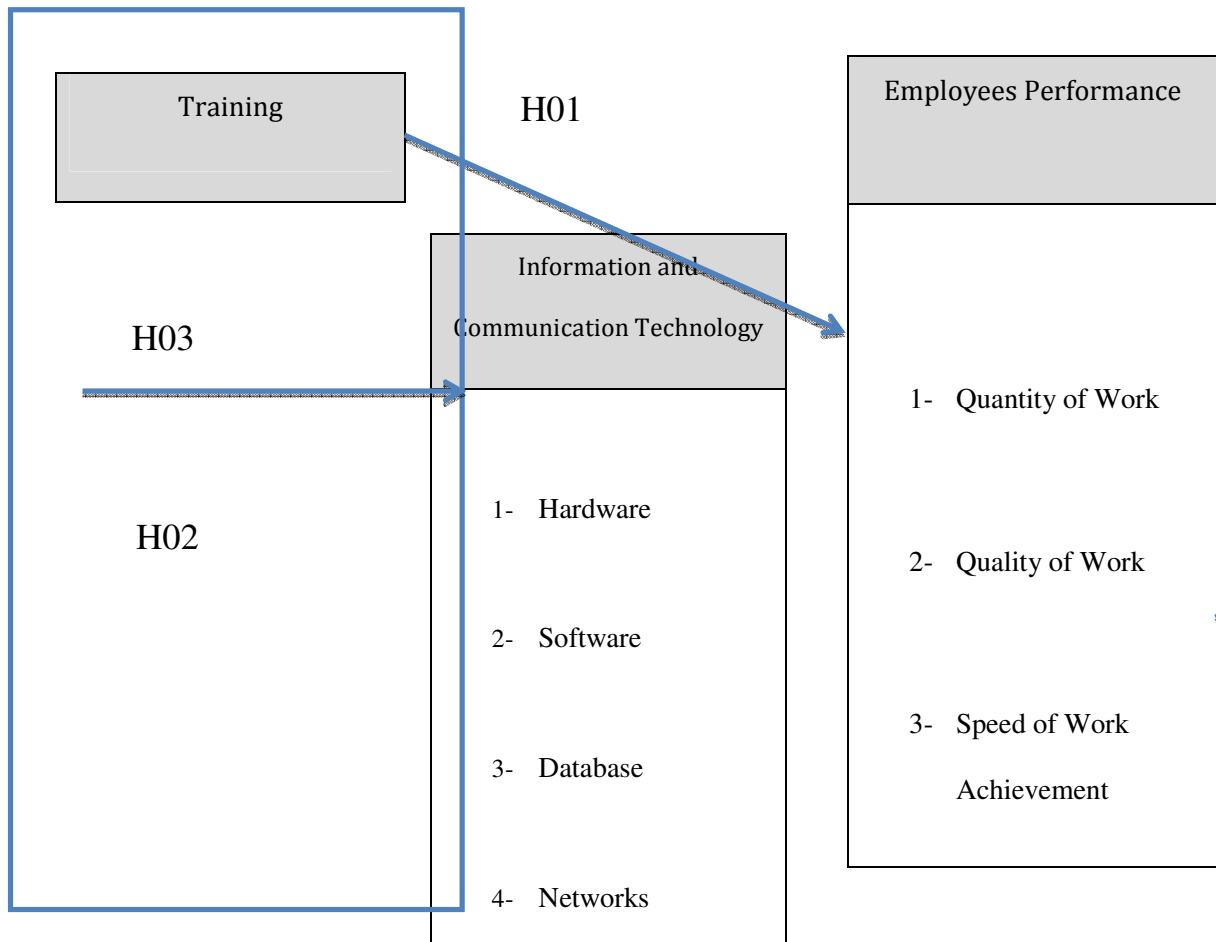 Training
H01
Employees Performance
Information and
Communication Technology
H03
H02
1- Hardware
2- Software
3- Database
4- Networks
1- Quantity of Work
2- Quality of Work
3- Speed of Work
Achievement